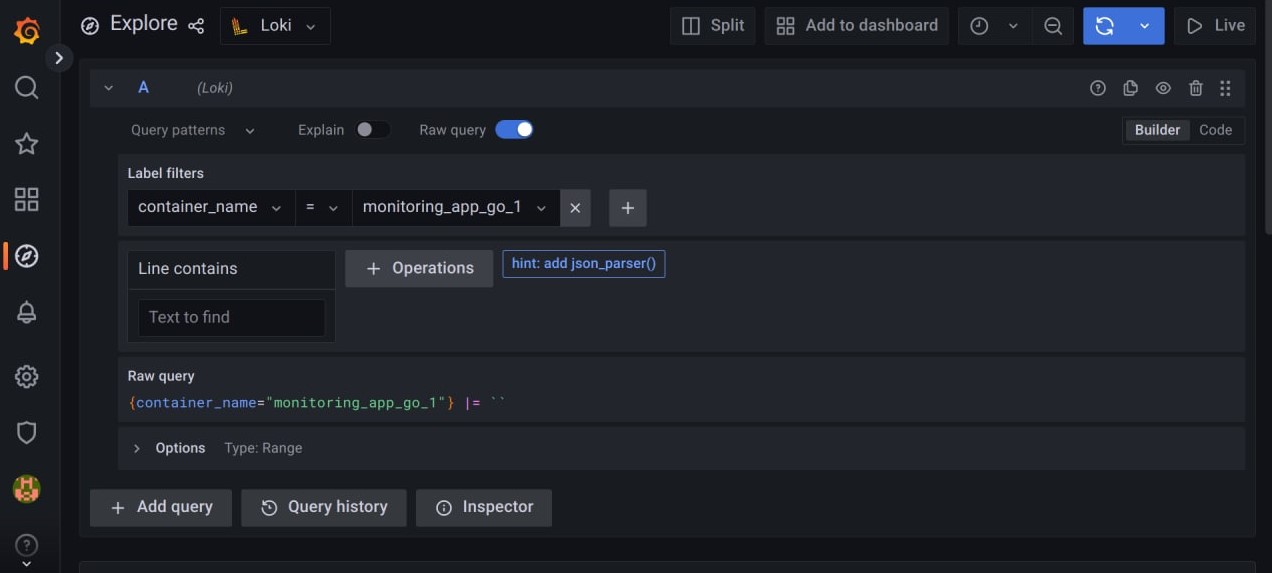 Explore Loki Split Add to dashboard Live
A (Loki)
Query patterns Explain Raw query Builder Code
Label filters
container_name = monitoring_app_go_1
Line contains Operations hint: add json_parser()
Text to find
Raw query
{container_name="monitoring_app_go_1"} |= ``
Options Type: Range
Add query Query history Inspector